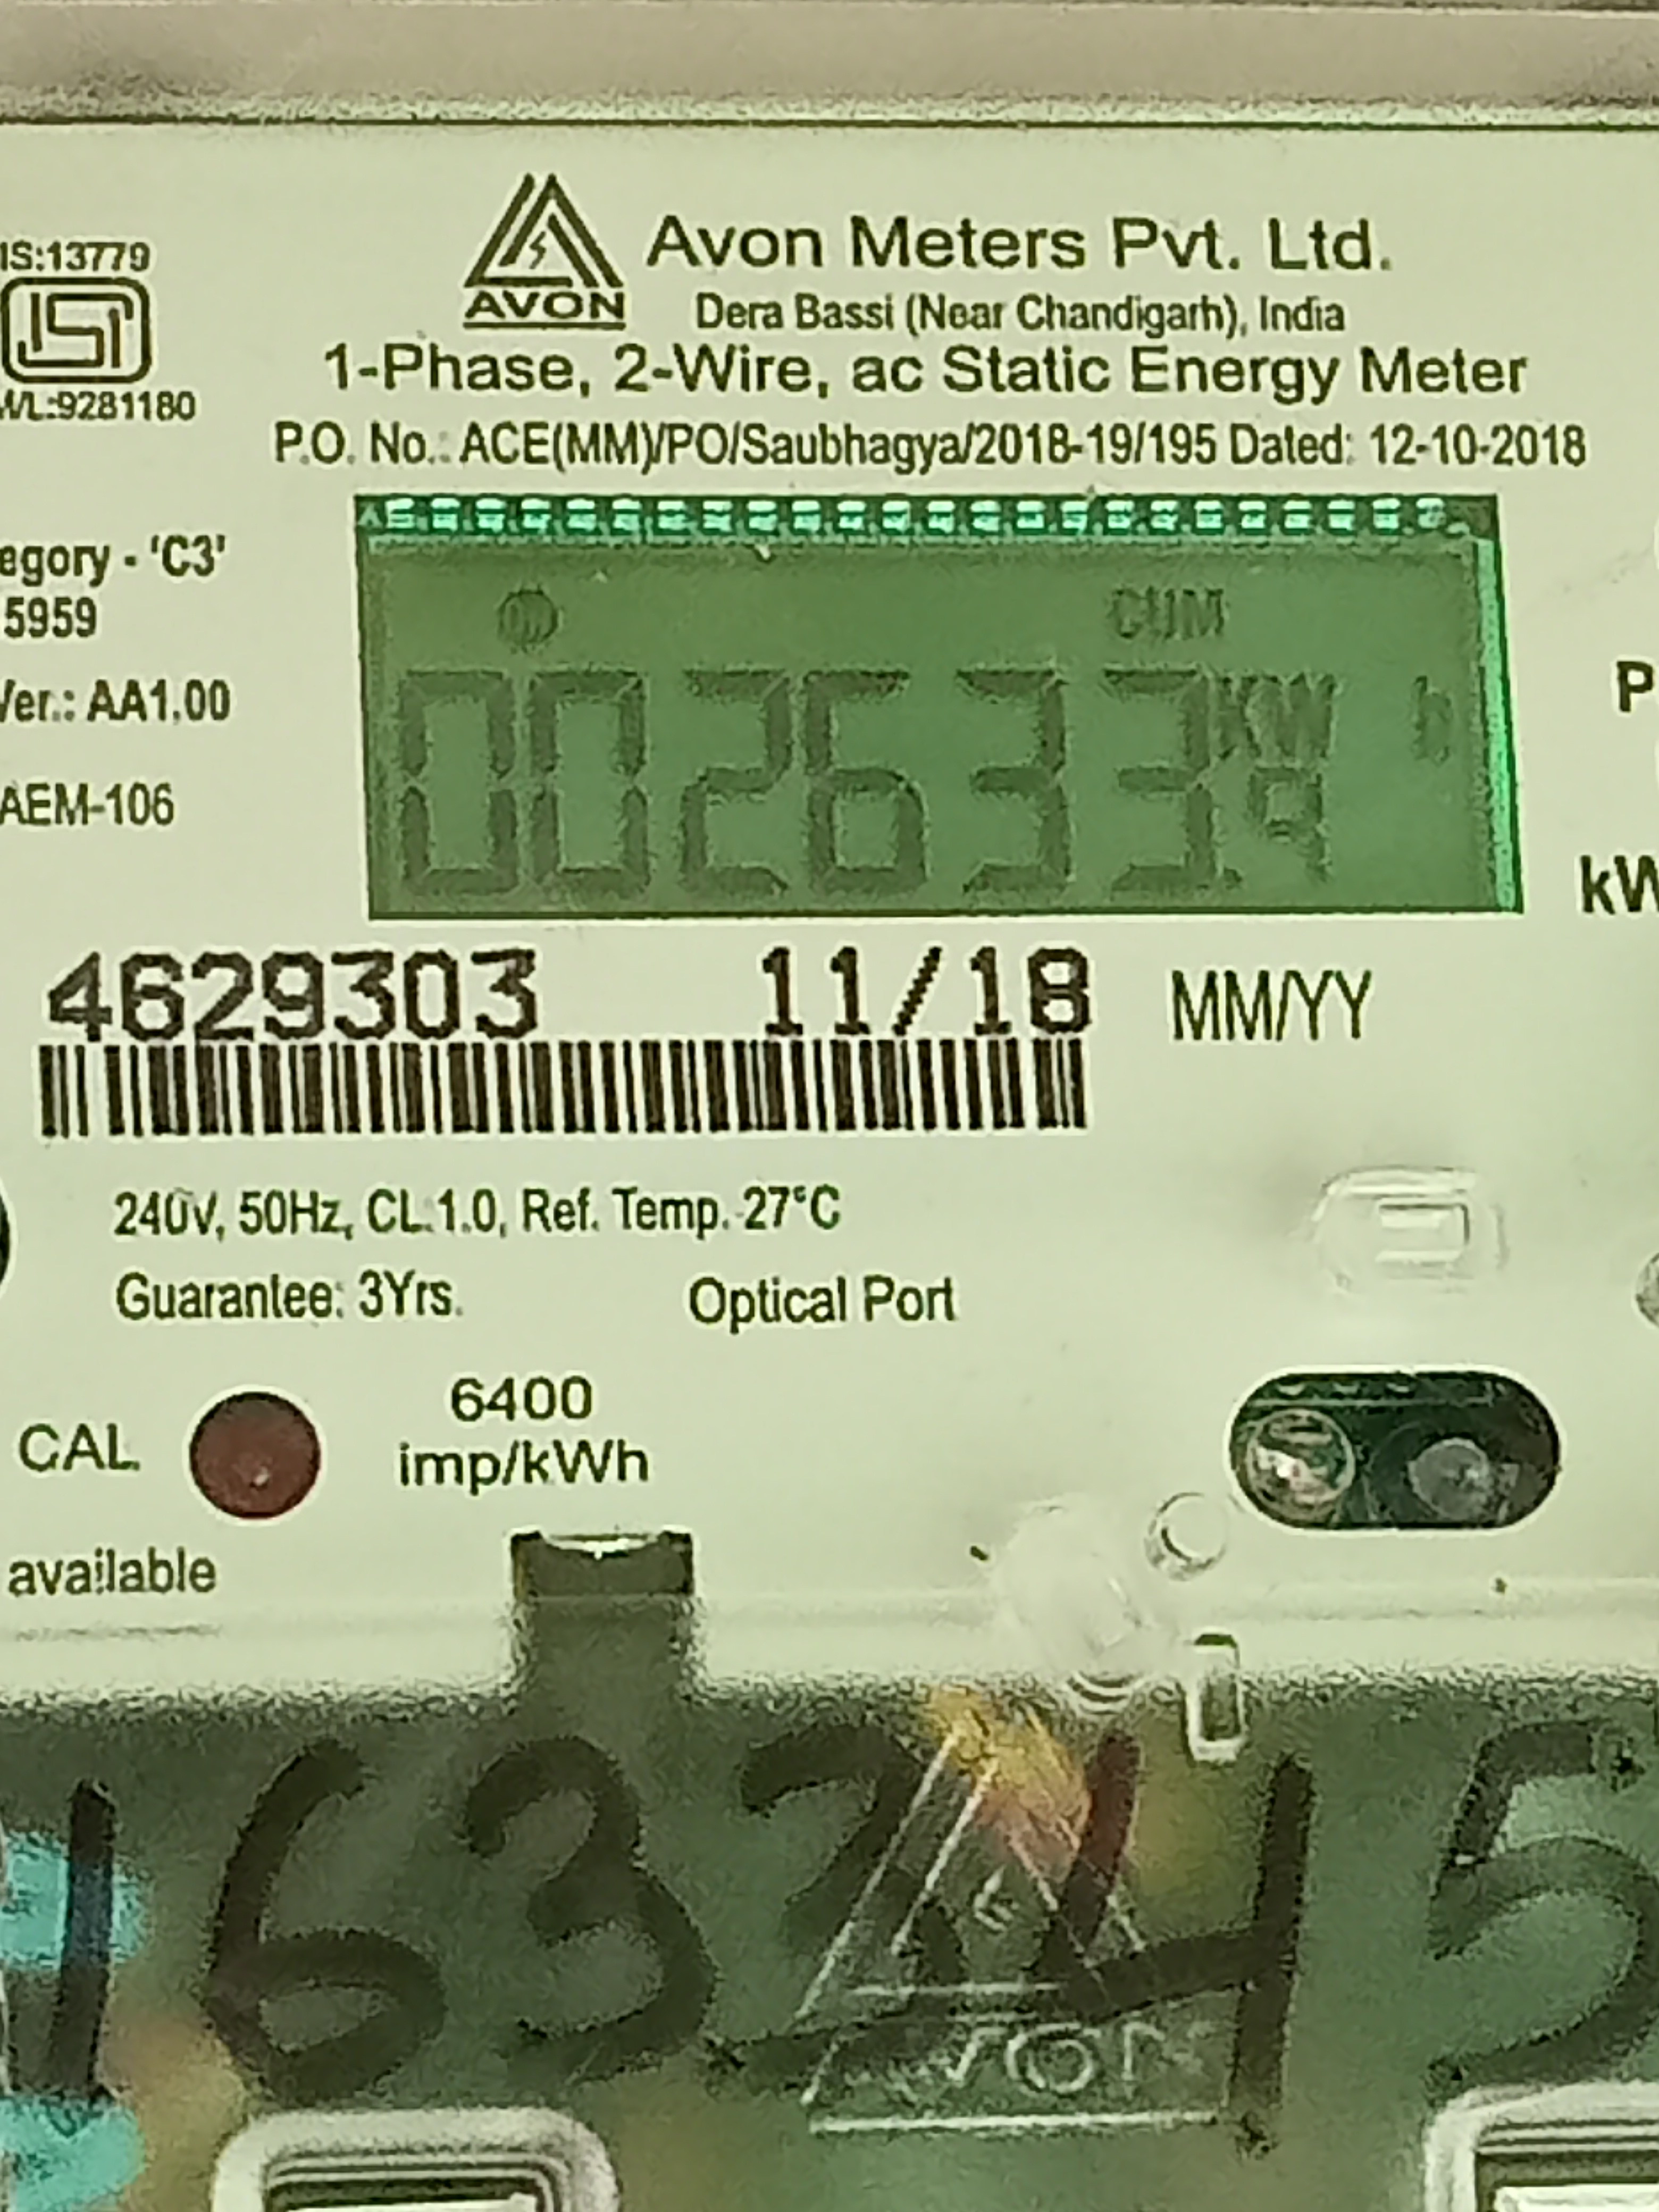 IS:13779
AVON
Avon Meters Pvt. Ltd.
Dera Bassi (Near Chandigarh), India
1-Phase, 2-Wire, ac Static Energy Meter
:9281180
P.O. No.: ACE(MM)/PO/Saubhagya/2018-19/195 Dated: 12-10-2018
egory - 'C3'
5959
Ver.: AA1.00
AEM-106
CUM
002633. KW h
P
kW
4629303 11/18 MM/YY
240V, 50Hz, CL.1.0, Ref. Temp. 27°C
Guarantee: 3Yrs. Optical Port
CAL
6400
imp/kWh
available
163245
AVON